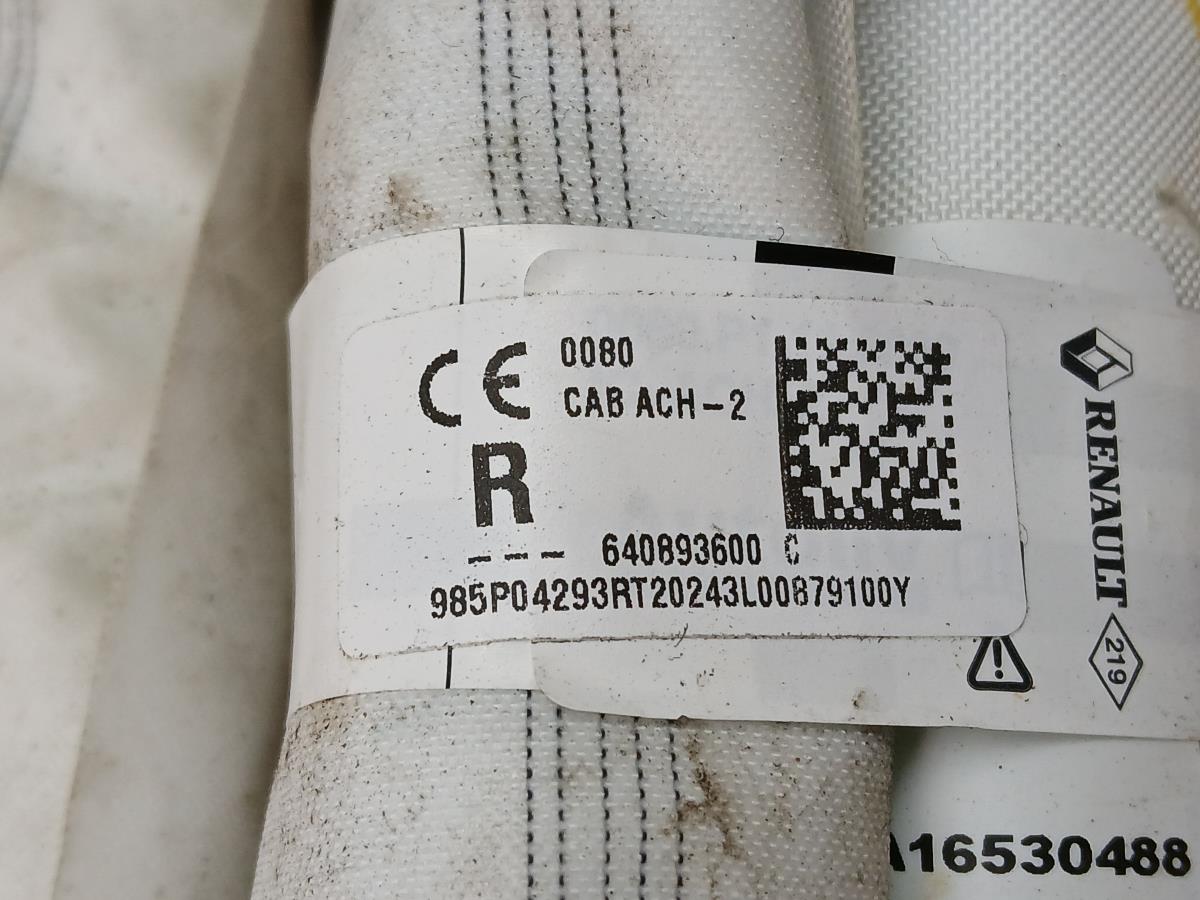 CE 0080
CAB ACH-2
R
--- 640893600 C
985P04293RT20243L00879100Y
RENAULT
219
A16530488